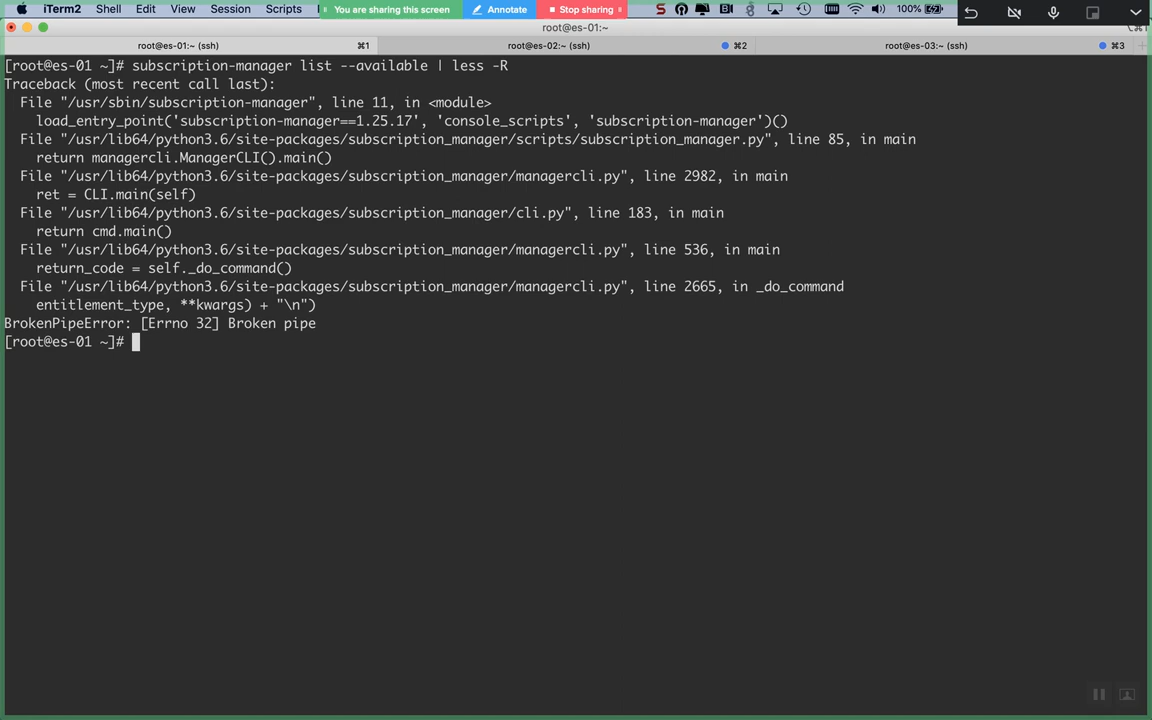 iTerm2 Shell Edit View Session Scripts You are sharing this screen Annotate Stop sharing 100%
root@es-01:~
root@es-01:~ (ssh) ⌘1 root@es-02:~ (ssh) ⌘2 root@es-03:~ (ssh) ⌘3
[root@es-01 ~]# subscription-manager list --available | less -R
Traceback (most recent call last):
  File "/usr/sbin/subscription-manager", line 11, in <module>
    load_entry_point('subscription-manager==1.25.17', 'console_scripts', 'subscription-manager')()
  File "/usr/lib64/python3.6/site-packages/subscription_manager/scripts/subscription_manager.py", line 85, in main
    return managercli.ManagerCLI().main()
  File "/usr/lib64/python3.6/site-packages/subscription_manager/managercli.py", line 2982, in main
    ret = CLI.main(self)
  File "/usr/lib64/python3.6/site-packages/subscription_manager/cli.py", line 183, in main
    return cmd.main()
  File "/usr/lib64/python3.6/site-packages/subscription_manager/managercli.py", line 536, in main
    return_code = self._do_command()
  File "/usr/lib64/python3.6/site-packages/subscription_manager/managercli.py", line 2665, in _do_command
    entitlement_type, **kwargs) + "\n")
BrokenPipeError: [Errno 32] Broken pipe
[root@es-01 ~]#